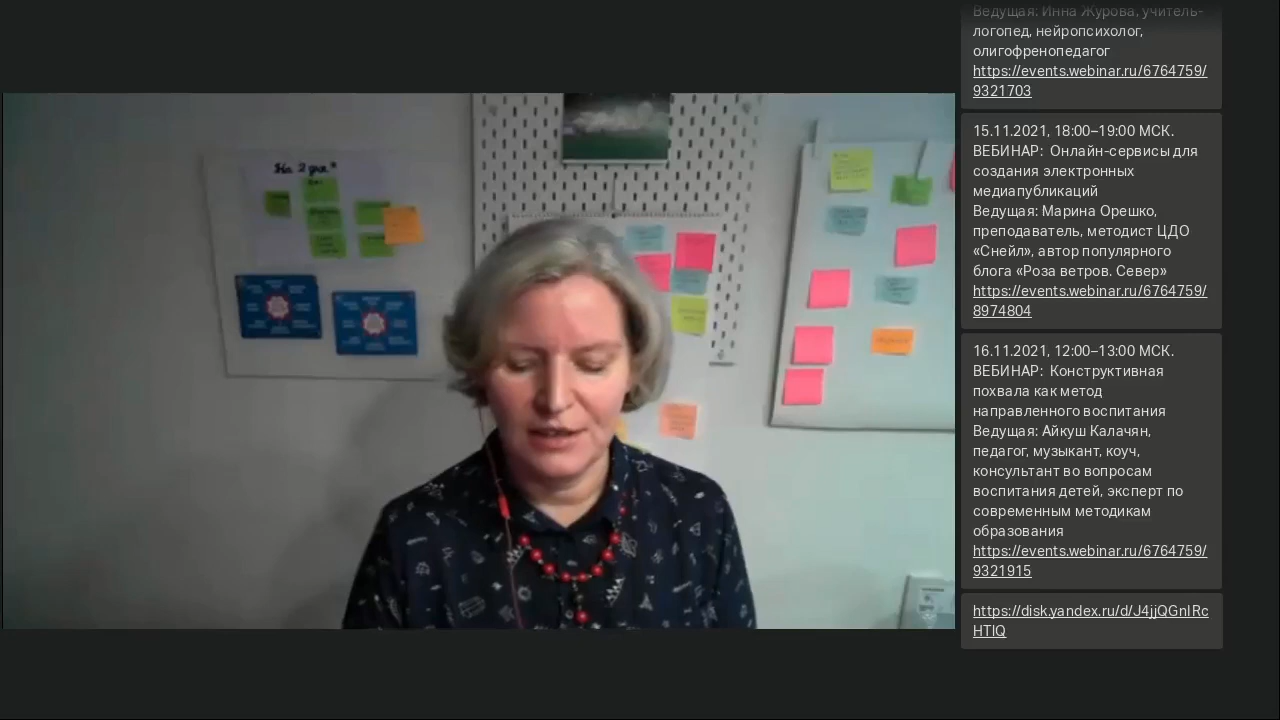 На 2 дня*
Ведущая: Инна Журова, учитель-
логопед, нейропсихолог,
олигофренопедагог
https://events.webinar.ru/6764759/
9321703
15.11.2021, 18:00–19:00 МСК.
ВЕБИНАР: Онлайн-сервисы для
создания электронных
медиапубликаций
Ведущая: Марина Орешко,
преподаватель, методист ЦДО
«Снейл», автор популярного
блога «Роза ветров. Север»
https://events.webinar.ru/6764759/
8974804
16.11.2021, 12:00–13:00 МСК.
ВЕБИНАР: Конструктивная
похвала как метод
направленного воспитания
Ведущая: Айкуш Калачян,
педагог, музыкант, коуч,
консультант во вопросам
воспитания детей, эксперт по
современным методикам
образования
https://events.webinar.ru/6764759/
9321915
https://disk.yandex.ru/d/J4jjQGnIRc
HTlQ